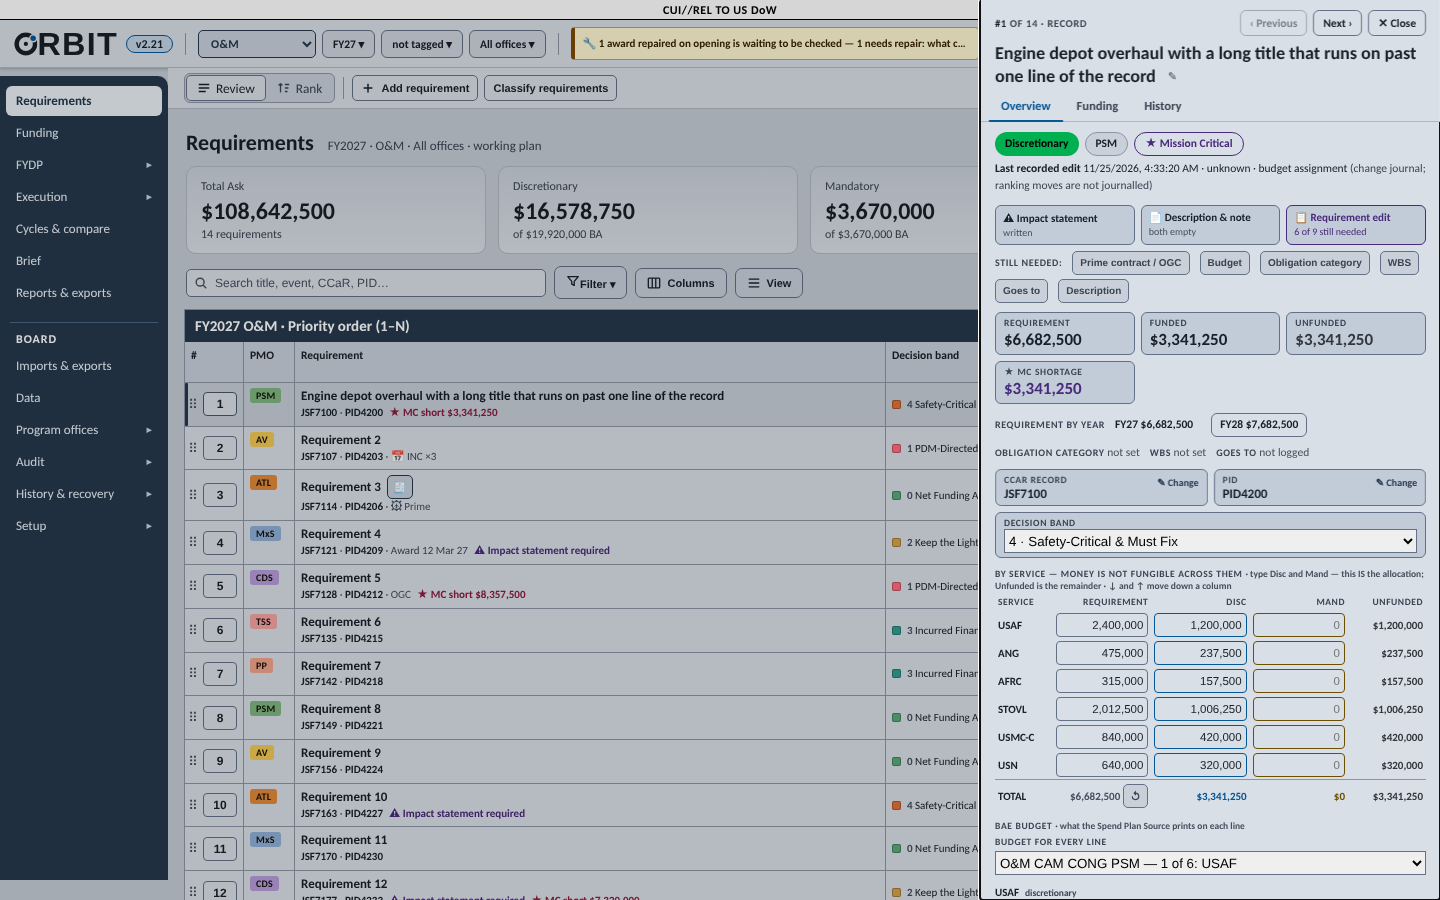 CUI//REL TO US DoW
ORBIT v2.21 O&M FY27 ▾ not tagged ▾ All offices ▾ 🔧 1 award repaired on opening is waiting to be checked — 1 needs repair: what c...
Requirements
Funding
FYDP ▸
Execution ▸
Cycles & compare
Brief
Reports & exports
BOARD
Imports & exports
Data
Program offices ▸
Audit ▸
History & recovery ▸
Setup ▸
Review Rank + Add requirement Classify requirements
Requirements FY2027 · O&M · All offices · working plan
Total Ask
$108,642,500
14 requirements
Discretionary
$16,578,750
of $19,920,000 BA
Mandatory
$3,670,000
of $3,670,000 BA
Search title, event, CCaR, PID… Filter ▾ Columns View
FY2027 O&M · Priority order (1–N)
# PMO Requirement Decision band
1 PSM Engine depot overhaul with a long title that runs on past one line of the record
JSF7100 · PID4200 ★ MC short $3,341,250 4 Safety-Critical
2 AV Requirement 2
JSF7107 · PID4203 · 📅 INC ×3 1 PDM-Directed
3 ATL Requirement 3
JSF7114 · PID4206 · Prime 0 Net Funding A
4 MxS Requirement 4
JSF7121 · PID4209 · Award 12 Mar 27 ⚠ Impact statement required 2 Keep the Light
5 CDS Requirement 5
JSF7128 · PID4212 · OGC ★ MC short $8,357,500 1 PDM-Directed
6 TSS Requirement 6
JSF7135 · PID4215 3 Incurred Finan
7 PP Requirement 7
JSF7142 · PID4218 3 Incurred Finan
8 PSM Requirement 8
JSF7149 · PID4221 0 Net Funding A
9 AV Requirement 9
JSF7156 · PID4224 0 Net Funding A
10 ATL Requirement 10
JSF7163 · PID4227 ⚠ Impact statement required 4 Safety-Critical
11 MxS Requirement 11
JSF7170 · PID4230 0 Net Funding A
12 CDS Requirement 12
2 Keep the Light
#1 OF 14 · RECORD ‹ Previous Next › ✕ Close
Engine depot overhaul with a long title that runs on past
one line of the record ✎
Overview Funding History
Discretionary PSM ★ Mission Critical
Last recorded edit 11/25/2026, 4:33:20 AM · unknown · budget assignment (change journal;
ranking moves are not journalled)
⚠ Impact statement
written
📄 Description & note
both empty
📋 Requirement edit
6 of 9 still needed
STILL NEEDED: Prime contract / OGC Budget Obligation category WBS
Goes to Description
REQUIREMENT
$6,682,500
FUNDED
$3,341,250
UNFUNDED
$3,341,250
★ MC SHORTAGE
$3,341,250
REQUIREMENT BY YEAR FY27 $6,682,500 FY28 $7,682,500
OBLIGATION CATEGORY not set WBS not set GOES TO not logged
CCAR RECORD ✎ Change
JSF7100
PID ✎ Change
PID4200
DECISION BAND
4 · Safety-Critical & Must Fix
BY SERVICE — MONEY IS NOT FUNGIBLE ACROSS THEM · type Disc and Mand — this IS the allocation;
Unfunded is the remainder · ↓ and ↑ move down a column
SERVICE REQUIREMENT DISC MAND UNFUNDED
USAF 2,400,000 1,200,000 0 $1,200,000
ANG 475,000 237,500 0 $237,500
AFRC 315,000 157,500 0 $157,500
STOVL 2,012,500 1,006,250 0 $1,006,250
USMC-C 840,000 420,000 0 $420,000
USN 640,000 320,000 0 $320,000
TOTAL $6,682,500 ↺ $3,341,250 $0 $3,341,250
BAE BUDGET · what the Spend Plan Source prints on each line
BUDGET FOR EVERY LINE
O&M CAM CONG PSM — 1 of 6: USAF
USAF discretionary